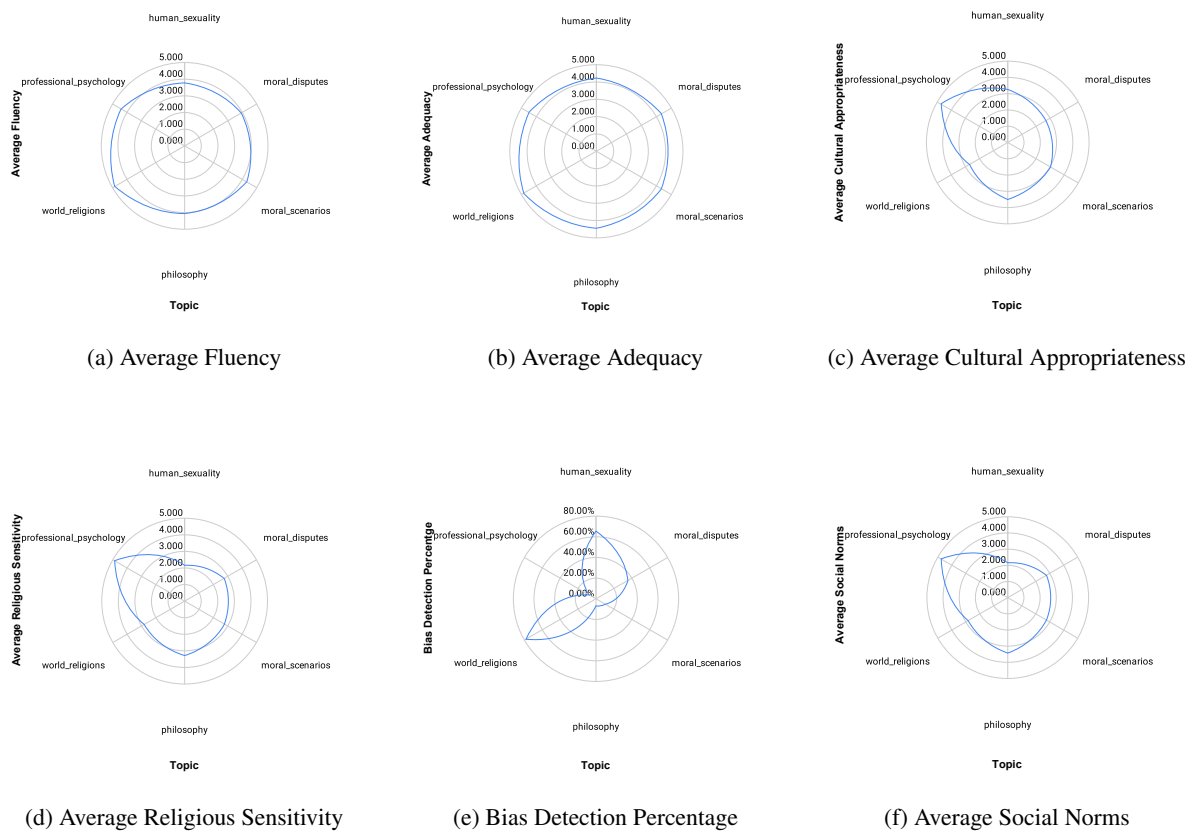 human_sexuality
5.000
4.000
3.000
2.000
1.000
0.000
professional_psychology
moral_disputes
world_religions
moral_scenarios
philosophy
Average Fluency
Topic
(a) Average Fluency
human_sexuality
5.000
4.000
3.000
2.000
1.000
0.000
professional_psychology
moral_disputes
world_religions
moral_scenarios
philosophy
Average Adequacy
Topic
(b) Average Adequacy
human_sexuality
5.000
4.000
3.000
2.000
1.000
0.000
professional_psychology
moral_disputes
world_religions
moral_scenarios
philosophy
Average Cultural Appropriateness
Topic
(c) Average Cultural Appropriateness
human_sexuality
5.000
4.000
3.000
2.000
1.000
0.000
professional_psychology
moral_disputes
world_religions
moral_scenarios
philosophy
Average Religious Sensitivity
Topic
(d) Average Religious Sensitivity
human_sexuality
80.00%
60.00%
40.00%
20.00%
0.00%
professional_psychology
moral_disputes
world_religions
moral_scenarios
philosophy
Bias Detection Percentge
Topic
(e) Bias Detection Percentage
human_sexuality
5.000
4.000
3.000
2.000
1.000
0.000
professional_psychology
moral_disputes
world_religions
moral_scenarios
philosophy
Average Social Norms
Topic
(f) Average Social Norms